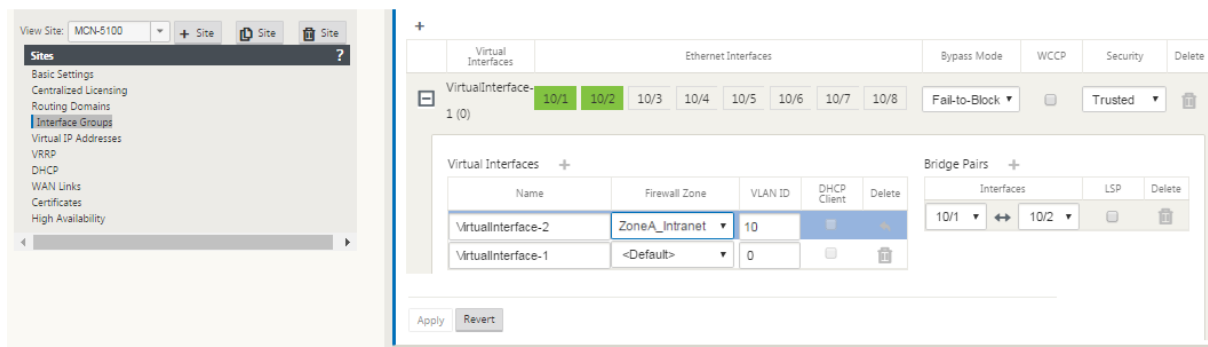 View Site: MCN-5100 + Site Site Site
Sites ?
Basic Settings
Centralized Licensing
Routing Domains
Interface Groups
Virtual IP Addresses
VRRP
DHCP
WAN Links
Certificates
High Availability
+
Virtual Interfaces Ethernet Interfaces Bypass Mode WCCP Security Delete
VirtualInterface-1 (0) 10/1 10/2 10/3 10/4 10/5 10/6 10/7 10/8 Fail-to-Block Trusted
Virtual Interfaces +
Name Firewall Zone VLAN ID DHCP Client Delete
VirtualInterface-2 ZoneA_Intranet 10
VirtualInterface-1 <Default> 0
Bridge Pairs +
Interfaces LSP Delete
10/1 ↔ 10/2
Apply Revert